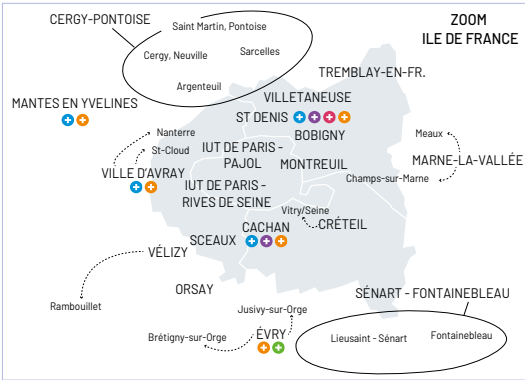 CERGY-PONTOISE
Saint Martin, Pontoise
Cergy, Neuville
Sarcelles
Argenteuil
ZOOM
ILE DE FRANCE
TREMBLAY-EN-FR.
MANTES EN YVELINES
VILLETANEUSE
ST DENIS
BOBIGNY
Nanterre
St-Cloud
IUT DE PARIS -
PAJOL
MONTREUIL
Meaux
MARNE-LA-VALLÉE
Champs-sur-Marne
VILLE D'AVRAY
IUT DE PARIS -
RIVES DE SEINE
Vitry/Seine
CRÉTEIL
CACHAN
SCEAUX
VÉLIZY
Rambouillet
ORSAY
Jusivy-sur-Orge
Brétigny-sur-Orge
ÉVRY
SÉNART - FONTAINEBLEAU
Lieusaint - Sénart
Fontainebleau